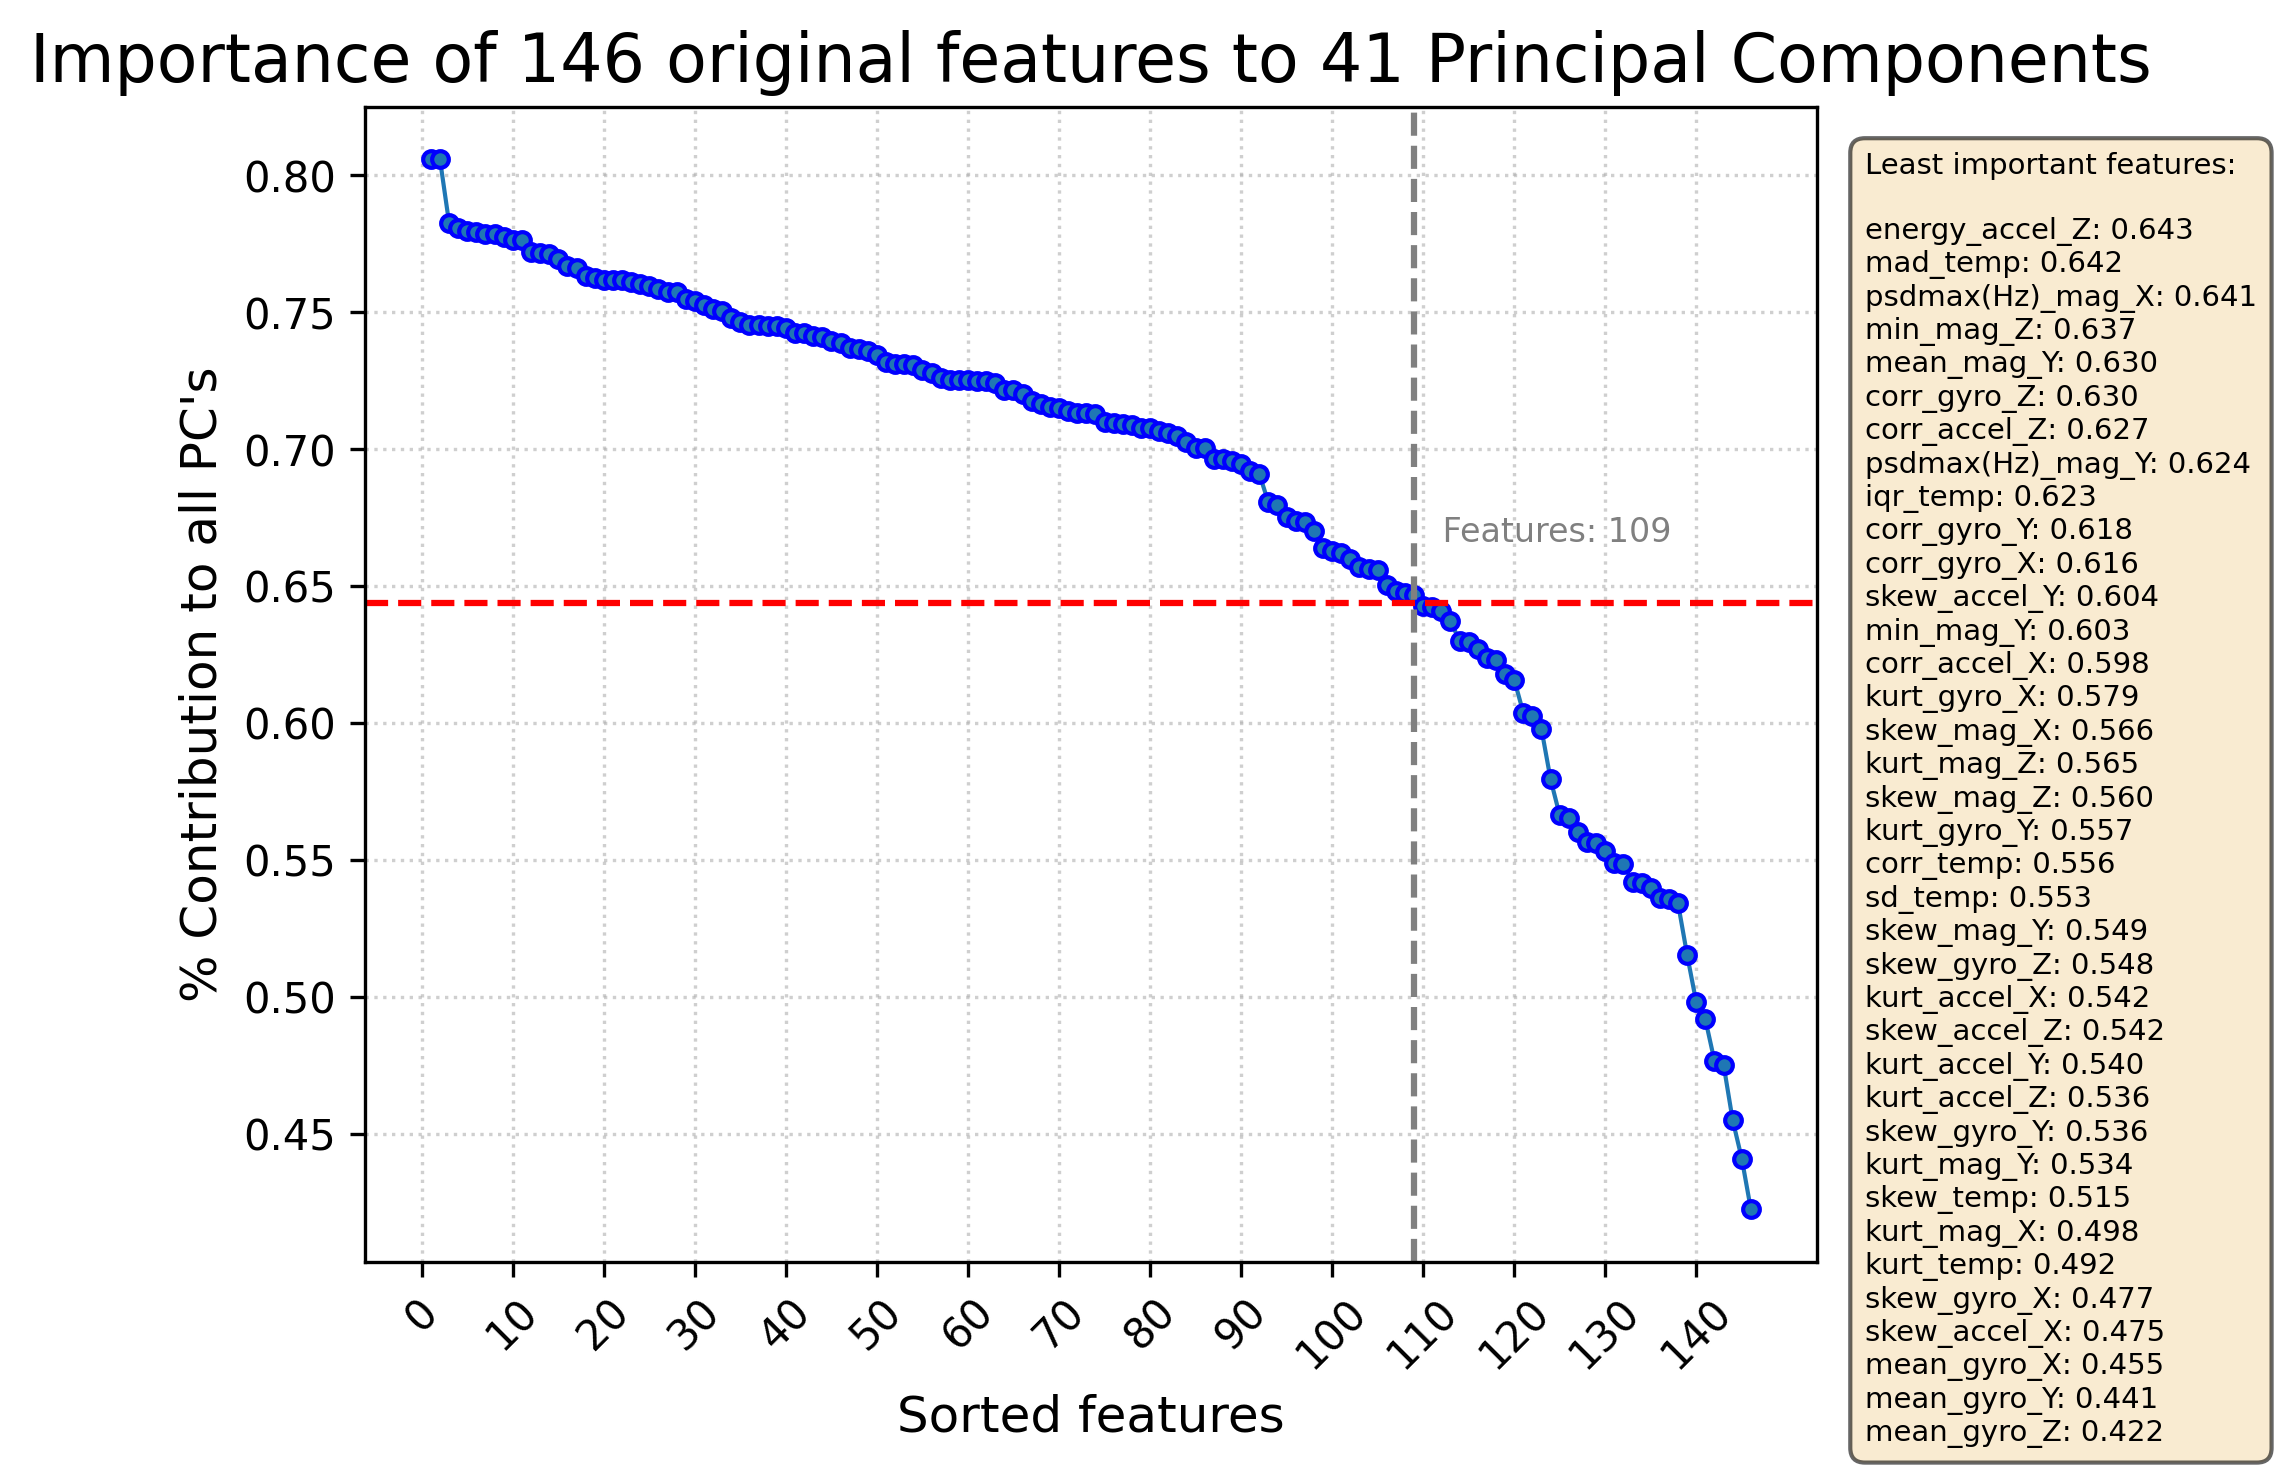 Importance of 146 original features to 41 Principal Components
% Contribution to all PC's
0.80
0.75
0.70
0.65
0.60
0.55
0.50
0.45
Features: 109
0
10
20
30
40
50
60
70
80
90
100
110
120
130
140
Sorted features
Least important features:
energy_accel_Z: 0.643
mad_temp: 0.642
psdmax(Hz)_mag_X: 0.641
min_mag_Z: 0.637
mean_mag_Y: 0.630
corr_gyro_Z: 0.630
corr_accel_Z: 0.627
psdmax(Hz)_mag_Y: 0.624
iqr_temp: 0.623
corr_gyro_Y: 0.618
corr_gyro_X: 0.616
skew_accel_Y: 0.604
min_mag_Y: 0.603
corr_accel_X: 0.598
kurt_gyro_X: 0.579
skew_mag_X: 0.566
kurt_mag_Z: 0.565
skew_mag_Z: 0.560
kurt_gyro_Y: 0.557
corr_temp: 0.556
sd_temp: 0.553
skew_mag_Y: 0.549
skew_gyro_Z: 0.548
kurt_accel_X: 0.542
skew_accel_Z: 0.542
kurt_accel_Y: 0.540
kurt_accel_Z: 0.536
skew_gyro_Y: 0.536
kurt_mag_Y: 0.534
skew_temp: 0.515
kurt_mag_X: 0.498
kurt_temp: 0.492
skew_gyro_X: 0.477
skew_accel_X: 0.475
mean_gyro_X: 0.455
mean_gyro_Y: 0.441
mean_gyro_Z: 0.422